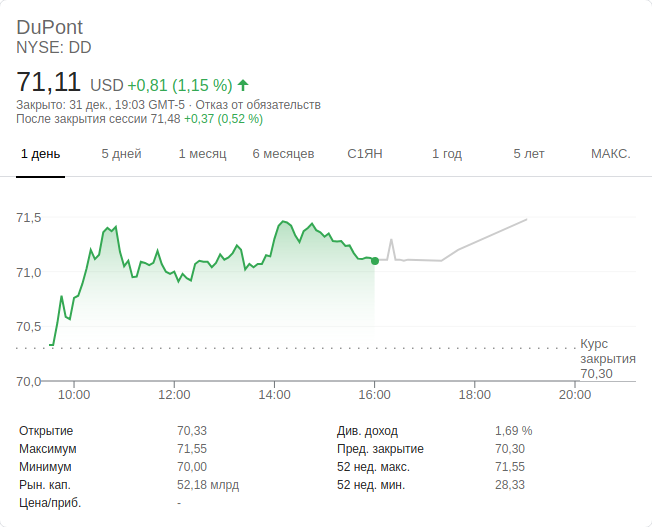 DuPont
NYSE: DD
71,11 USD +0,81 (1,15 %)
Закрыто: 31 дек., 19:03 GMT-5 · Отказ от обязательств
После закрытия сессии 71,48 +0,37 (0,52 %)
1 день 5 дней 1 месяц 6 месяцев С1ЯН 1 год 5 лет МАКС.
71,5
71,0
70,5
70,0
Курс
закрытия
70,30
10:00 12:00 14:00 16:00 18:00 20:00
Открытие 70,33 Див. доход 1,69 %
Максимум 71,55 Пред. закрытие 70,30
Минимум 70,00 52 нед. макс. 71,55
Рын. кап. 52,18 млрд 52 нед. мин. 28,33
Цена/приб. -